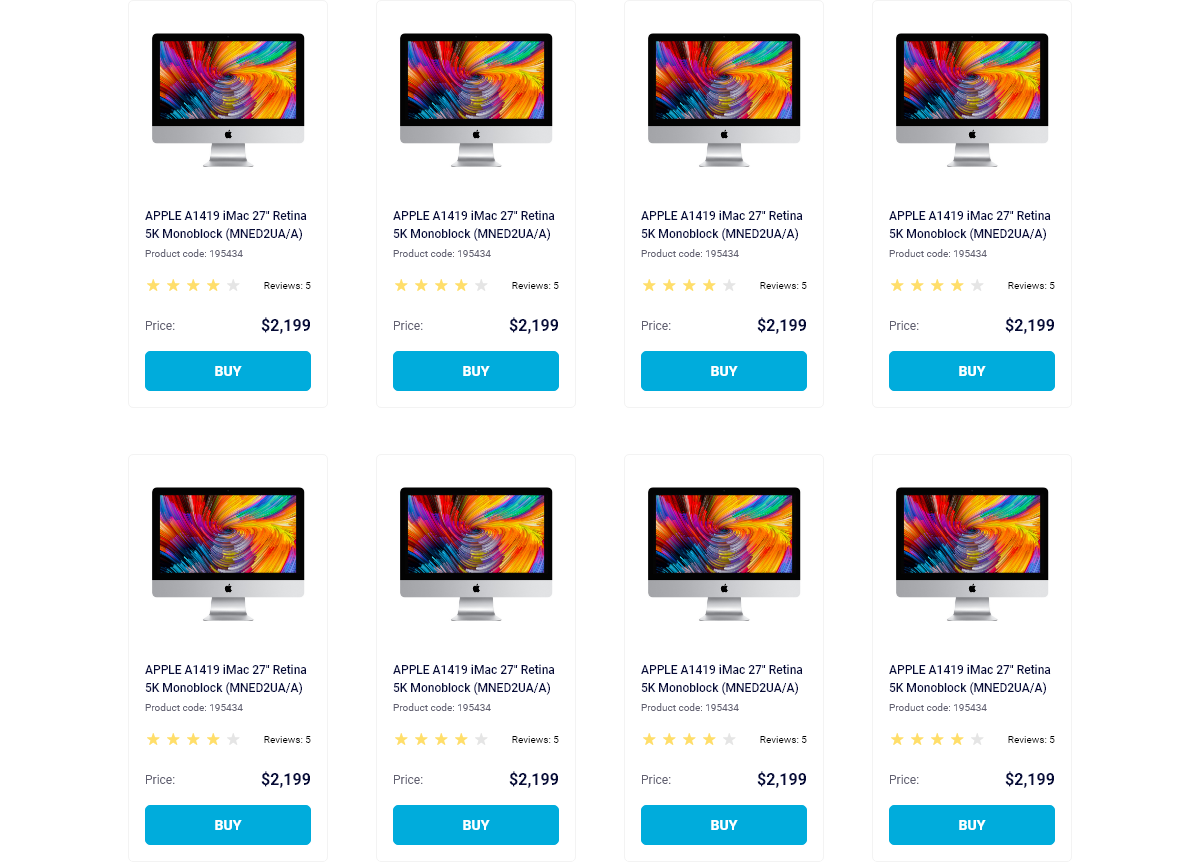 APPLE A1419 iMac 27" Retina
5K Monoblock (MNED2UA/A)
Product code: 195434
Reviews: 5
Price: $2,199
BUY
APPLE A1419 iMac 27" Retina
5K Monoblock (MNED2UA/A)
Product code: 195434
Reviews: 5
Price: $2,199
BUY
APPLE A1419 iMac 27" Retina
5K Monoblock (MNED2UA/A)
Product code: 195434
Reviews: 5
Price: $2,199
BUY
APPLE A1419 iMac 27" Retina
5K Monoblock (MNED2UA/A)
Product code: 195434
Reviews: 5
Price: $2,199
BUY
APPLE A1419 iMac 27" Retina
5K Monoblock (MNED2UA/A)
Product code: 195434
Reviews: 5
Price: $2,199
BUY
APPLE A1419 iMac 27" Retina
5K Monoblock (MNED2UA/A)
Product code: 195434
Reviews: 5
Price: $2,199
BUY
APPLE A1419 iMac 27" Retina
5K Monoblock (MNED2UA/A)
Product code: 195434
Reviews: 5
Price: $2,199
BUY
APPLE A1419 iMac 27" Retina
5K Monoblock (MNED2UA/A)
Product code: 195434
Reviews: 5
Price: $2,199
BUY